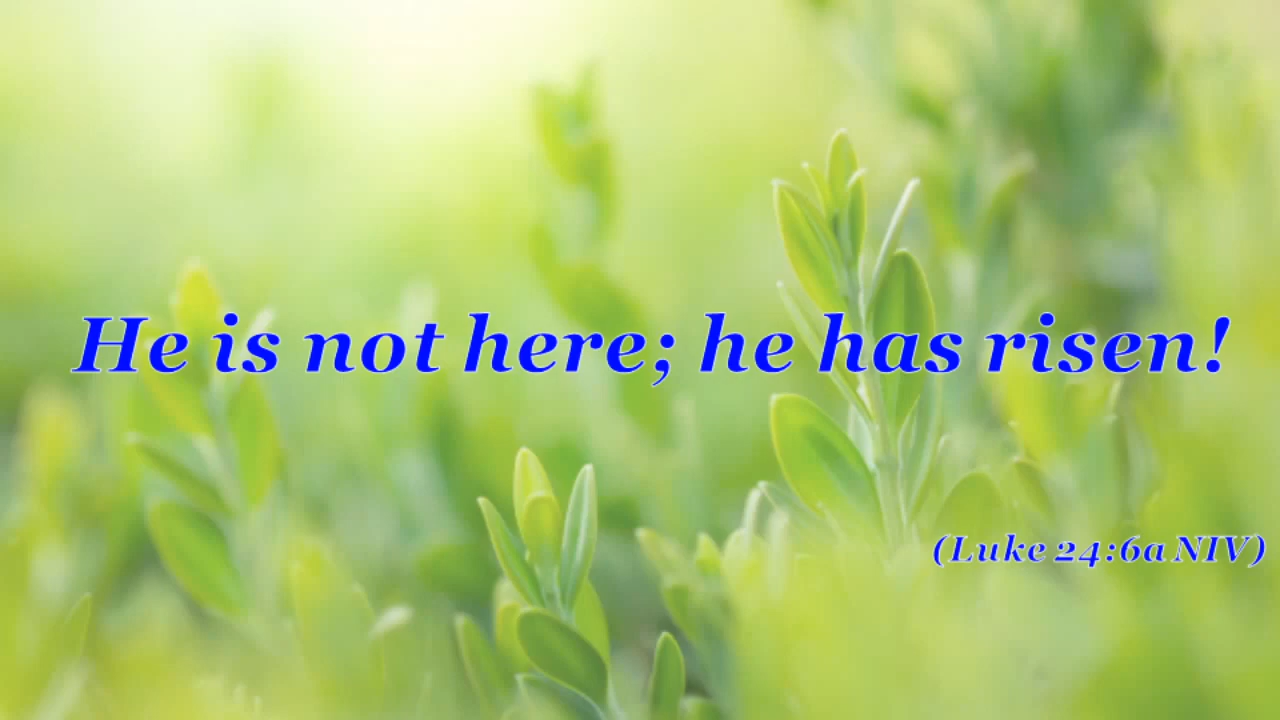 He is not here; he has risen!
(Luke 24:6a NIV)